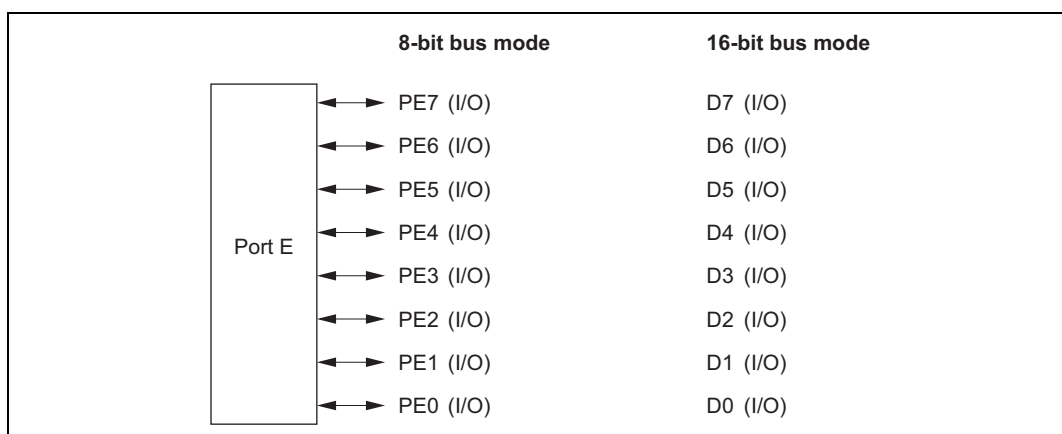 8-bit bus mode 16-bit bus mode
PE7 (I/O) D7 (I/O)
PE6 (I/O) D6 (I/O)
PE5 (I/O) D5 (I/O)
PE4 (I/O) D4 (I/O)
Port E
PE3 (I/O) D3 (I/O)
PE2 (I/O) D2 (I/O)
PE1 (I/O) D1 (I/O)
PE0 (I/O) D0 (I/O)